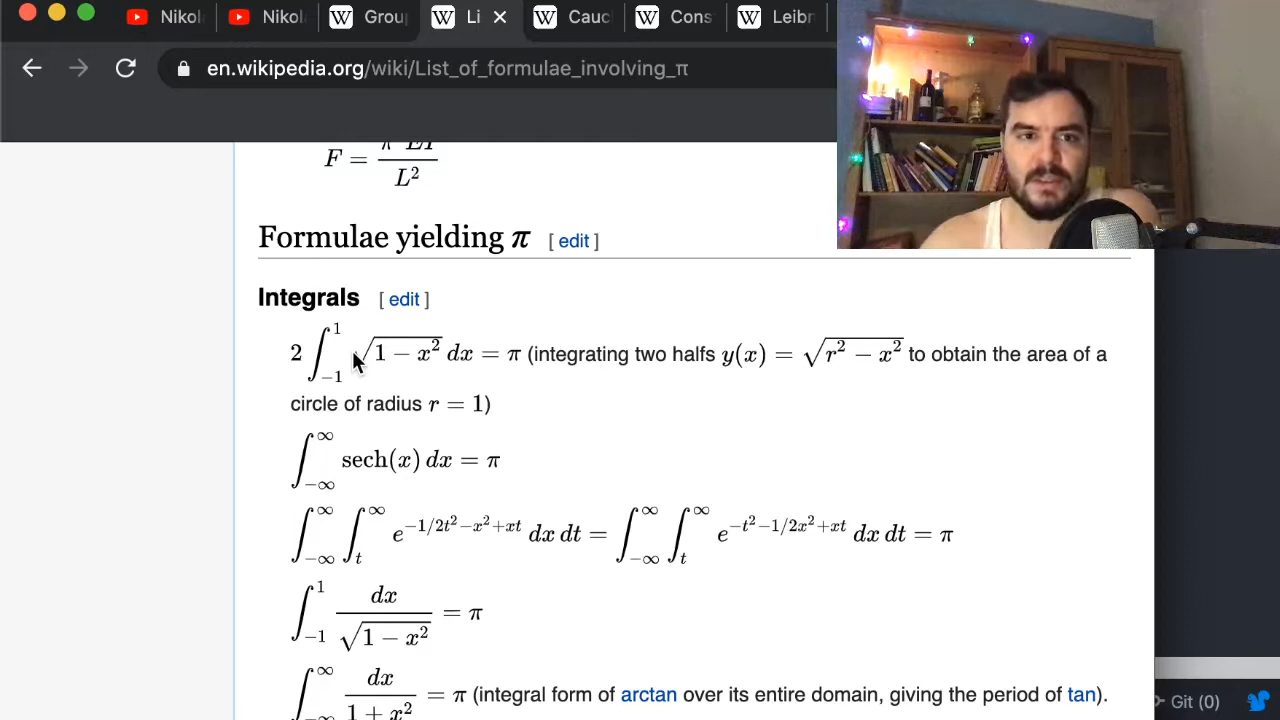 Nikol
Nikol
Grou
Li
Cauc
Cons
Leibn
en.wikipedia.org/wiki/List_of_formulae_involving_π
F = π² EI / L²
Formulae yielding π [ edit ]
Integrals [ edit ]
2 ∫_{-1}^{1} √(1 − x²) dx = π (integrating two halfs y(x) = √(r² − x²) to obtain the area of a
circle of radius r = 1)
∫_{-∞}^{∞} sech(x) dx = π
∫_{-∞}^{∞} ∫_{t}^{∞} e^{-1/2t²-x²+xt} dx dt = ∫_{-∞}^{∞} ∫_{t}^{∞} e^{-t²-1/2x²+xt} dx dt = π
∫_{-1}^{1} dx / √(1 − x²) = π
∫_{-∞}^{∞} dx / (1 + x²) = π (integral form of arctan over its entire domain, giving the period of tan).
Git (0)